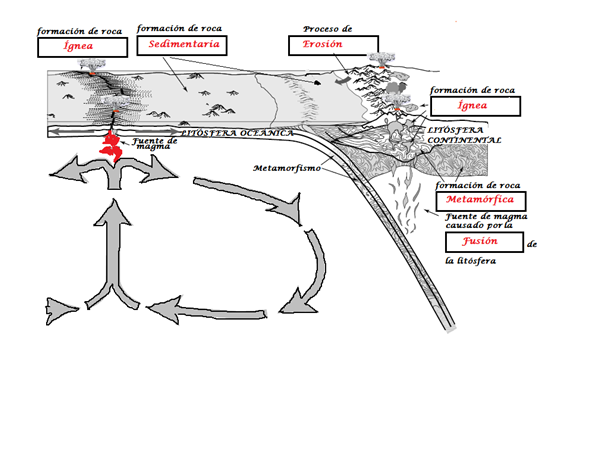 formación de roca
Ígnea
formación de roca
Sedimentaria
Proceso de
Erosión
formación de roca
Ígnea
LITÓSFERA OCEÁNICA
LITÓSFERA
CONTINENTAL
Fuente de
magma
Metamorfismo
formación de roca
Metamórfica
Fuente de magma
causado por la
Fusión de
la litósfera